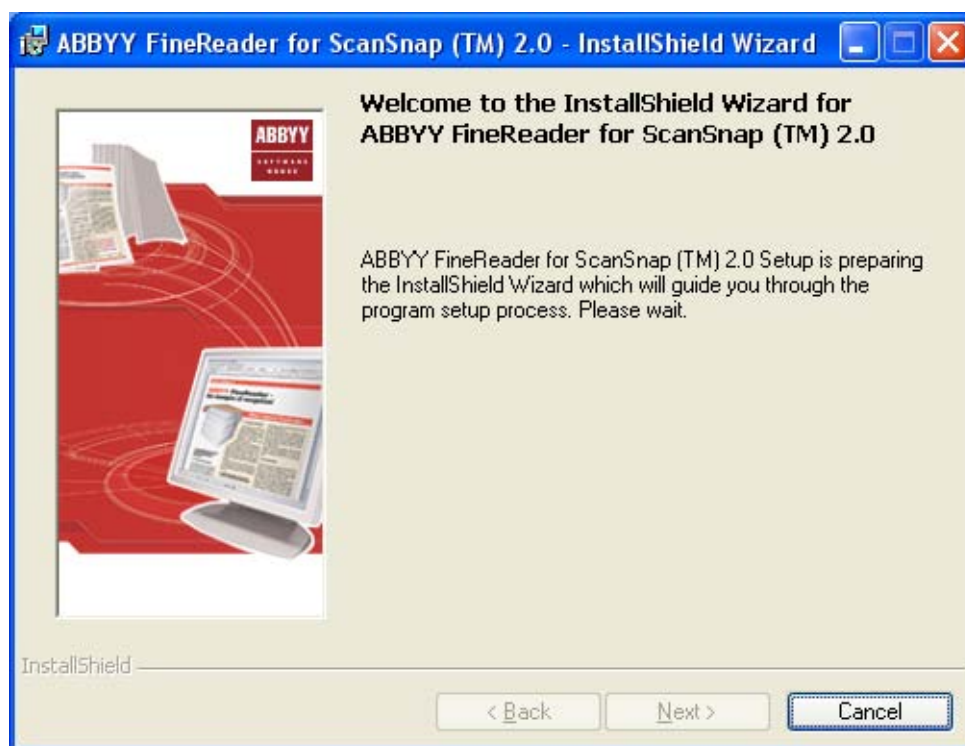 ABBYY FineReader for ScanSnap (TM) 2.0 - InstallShield Wizard
Welcome to the InstallShield Wizard for
ABBYY FineReader for ScanSnap (TM) 2.0
ABBYY
SOFTWARE
HOUSE
ABBYY FineReader for ScanSnap (TM) 2.0 Setup is preparing
the InstallShield Wizard which will guide you through the
program setup process. Please wait.
InstallShield
< Back
Next >
Cancel